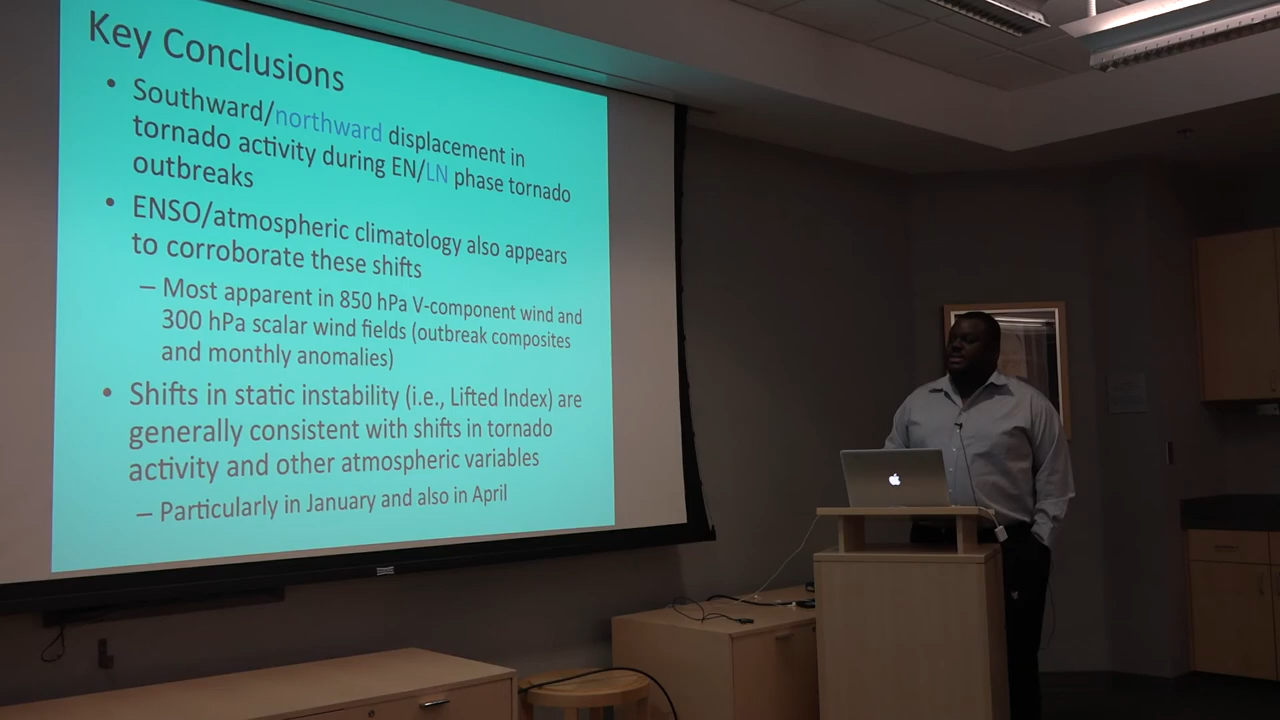 Key Conclusions
• Southward/northward displacement in
tornado activity during EN/LN phase tornado
outbreaks
• ENSO/atmospheric climatology also appears
to corroborate these shifts
– Most apparent in 850 hPa V-component wind and
300 hPa scalar wind fields (outbreak composites
and monthly anomalies)
• Shifts in static instability (i.e., Lifted Index) are
generally consistent with shifts in tornado
activity and other atmospheric variables
– Particularly in January and also in April